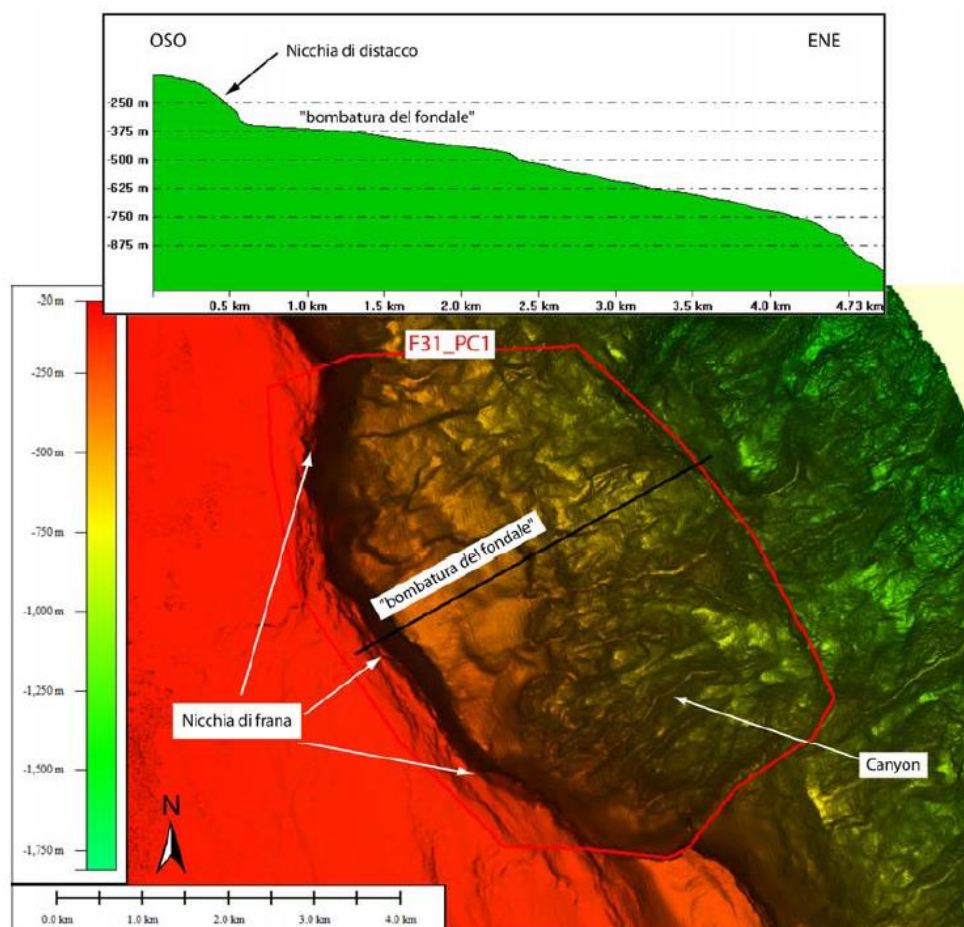 OSO ENE
Nicchia di distacco
-250 m
"bombatura del fondale"
-375 m
-500 m
-625 m
-750 m
-875 m
0.5 km 1.0 km 1.5 km 2.0 km 2.5 km 3.0 km 3.5 km 4.0 km 4.73 km
-20 m
F31_PC1
-250 m
-500 m
-750 m
"bombatura del fondale"
-1,000 m
-1,250 m
Nicchia di frana
Canyon
-1,500 m
N
-1,750 m
0.0 km 1.0 km 2.0 km 3.0 km 4.0 km